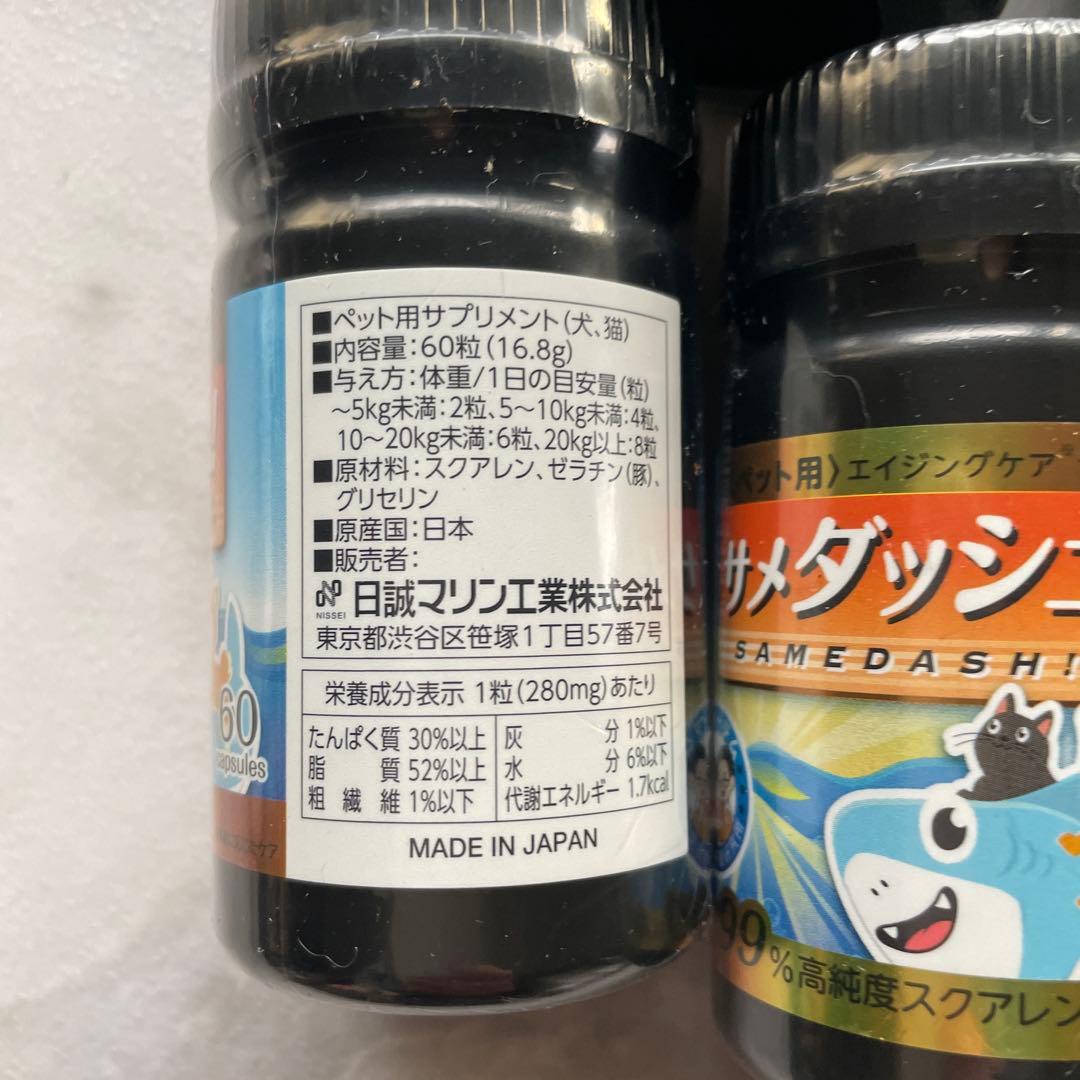 ■ペット用サプリメント(犬、猫)
■内容量:60粒(16.8g)
■与え方:体重/1日の目安量(粒)
～5kg未満:2粒、5～10kg未満:4粒、
10～20kg未満:6粒、20kg以上:8粒
■原材料:スクアレン、ゼラチン(豚)、
グリセリン
■原産国:日本
■販売者:
NISSEI 日誠マリン工業株式会社
東京都渋谷区笹塚1丁目57番7号
栄養成分表示 1粒(280mg)あたり
たんぱく質 30%以上 灰分 1%以下
脂質 52%以上 水分 6%以下
粗繊維 1%以下 代謝エネルギー 1.7kcal
MADE IN JAPAN
60
capsules
ペット用〉エイジングケア※
サメダッシュ
SAMEDASH!
99%高純度スクアレン